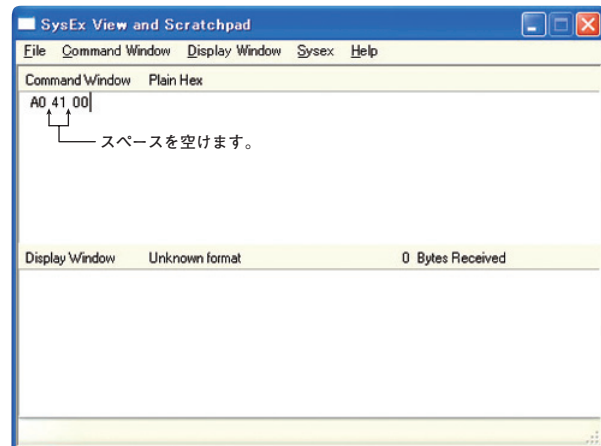 SysEx View and Scratchpad
File Command Window Display Window Sysex Help
Command Window Plain Hex
A0 41 00
スペースを空けます。
Display Window Unknown format 0 Bytes Received